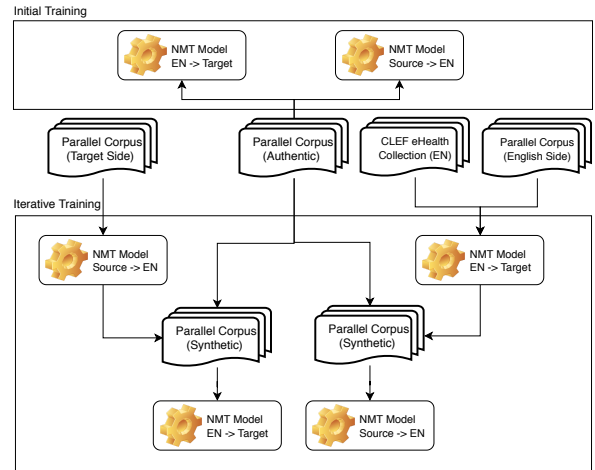 Initial Training
NMT Model
EN -> Target
NMT Model
Source -> EN
Parallel Corpus
(Target Side)
Parallel Corpus
(Authentic)
CLEF eHealth
Collection (EN)
Parallel Corpus
(English Side)
Iterative Training
NMT Model
Source -> EN
NMT Model
EN -> Target
Parallel Corpus
(Synthetic)
Parallel Corpus
(Synthetic)
NMT Model
EN -> Target
NMT Model
Source -> EN